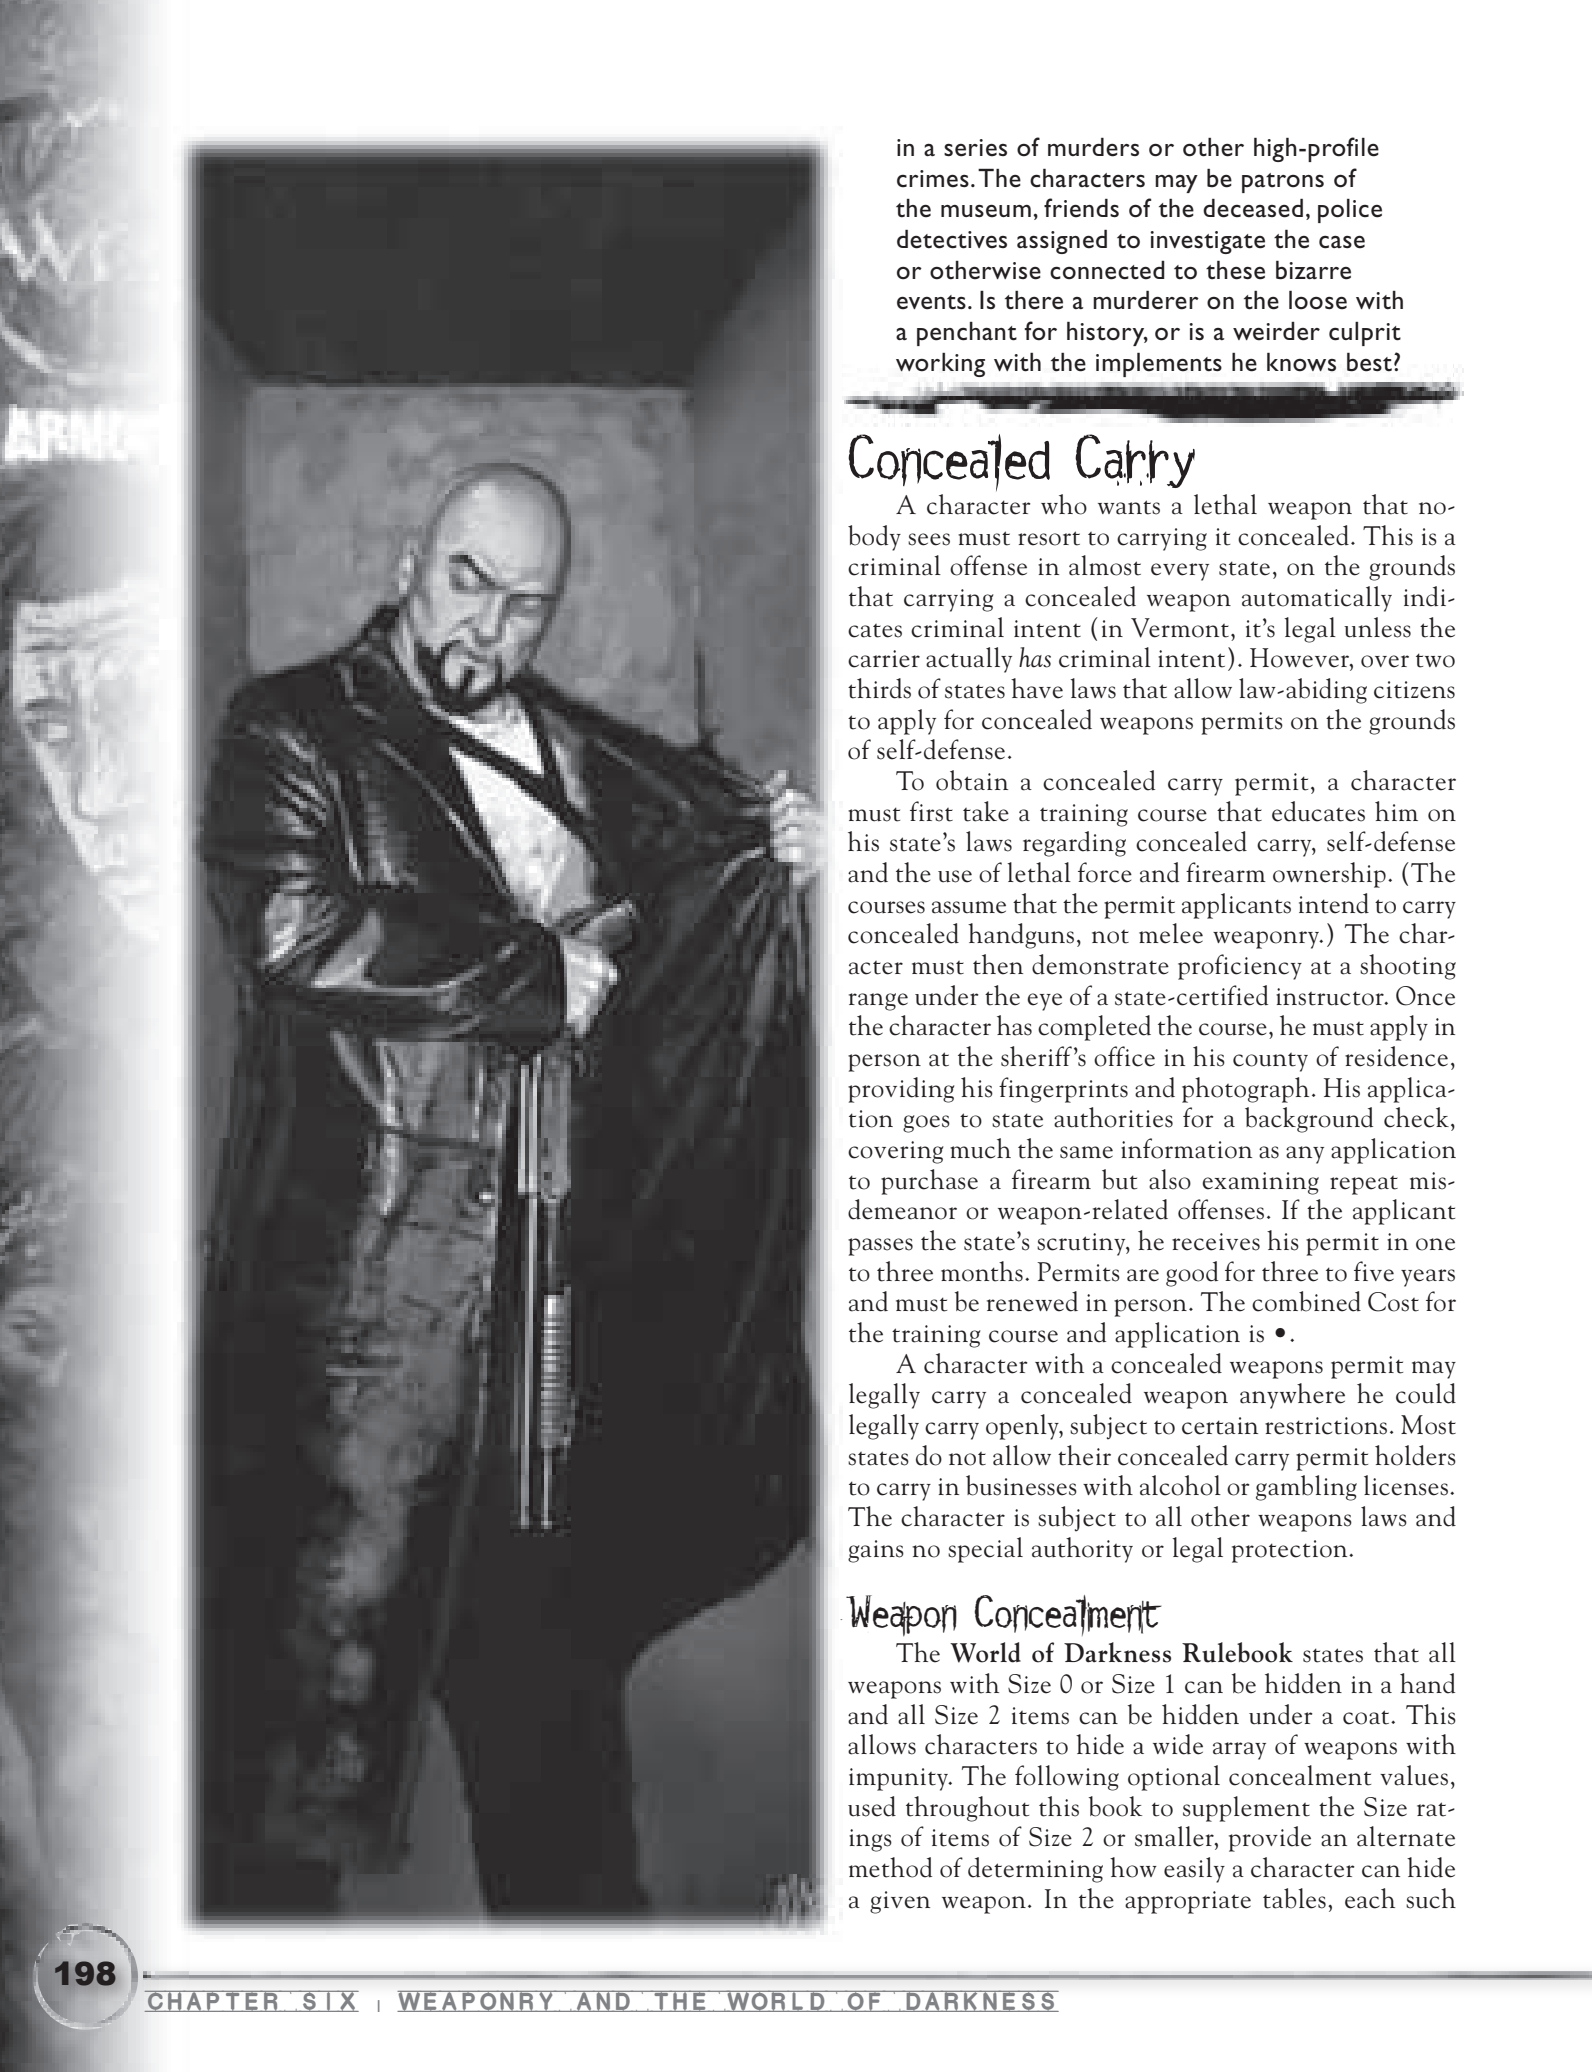 in a series of murders or other high-profile
crimes. The characters may be patrons of
the museum, friends of the deceased, police
detectives assigned to investigate the case
or otherwise connected to these bizarre
events. Is there a murderer on the loose with
a penchant for history, or is a weirder culprit
working with the implements he knows best?
Concealed Carry
A character who wants a lethal weapon that no-
body sees must resort to carrying it concealed. This is a
criminal offense in almost every state, on the grounds
that carrying a concealed weapon automatically indi-
cates criminal intent (in Vermont, it's legal unless the
carrier actually has criminal intent). However, over two
thirds of states have laws that allow law-abiding citizens
to apply for concealed weapons permits on the grounds
of self-defense.
To obtain a concealed carry permit, a character
must first take a training course that educates him on
his state's laws regarding concealed carry, self-defense
and the use of lethal force and firearm ownership. (The
courses assume that the permit applicants intend to carry
concealed handguns, not melee weaponry.) The char-
acter must then demonstrate proficiency at a shooting
range under the eye of a state-certified instructor. Once
the character has completed the course, he must apply in
person at the sheriff's office in his county of residence,
providing his fingerprints and photograph. His applica-
tion goes to state authorities for a background check,
covering much the same information as any application
to purchase a firearm but also examining repeat mis-
demeanor or weapon-related offenses. If the applicant
passes the state's scrutiny, he receives his permit in one
to three months. Permits are good for three to five years
and must be renewed in person. The combined Cost for
the training course and application is •.
A character with a concealed weapons permit may
legally carry a concealed weapon anywhere he could
legally carry openly, subject to certain restrictions. Most
states do not allow their concealed carry permit holders
to carry in businesses with alcohol or gambling licenses.
The character is subject to all other weapons laws and
gains no special authority or legal protection.
Weapon Concealment
The World of Darkness Rulebook states that all
weapons with Size 0 or Size 1 can be hidden in a hand
and all Size 2 items can be hidden under a coat. This
allows characters to hide a wide array of weapons with
impunity. The following optional concealment values,
used throughout this book to supplement the Size rat-
ings of items of Size 2 or smaller, provide an alternate
method of determining how easily a character can hide
a given weapon. In the appropriate tables, each such
198
CHAPTER SIX | WEAPONRY AND THE WORLD OF DARKNESS